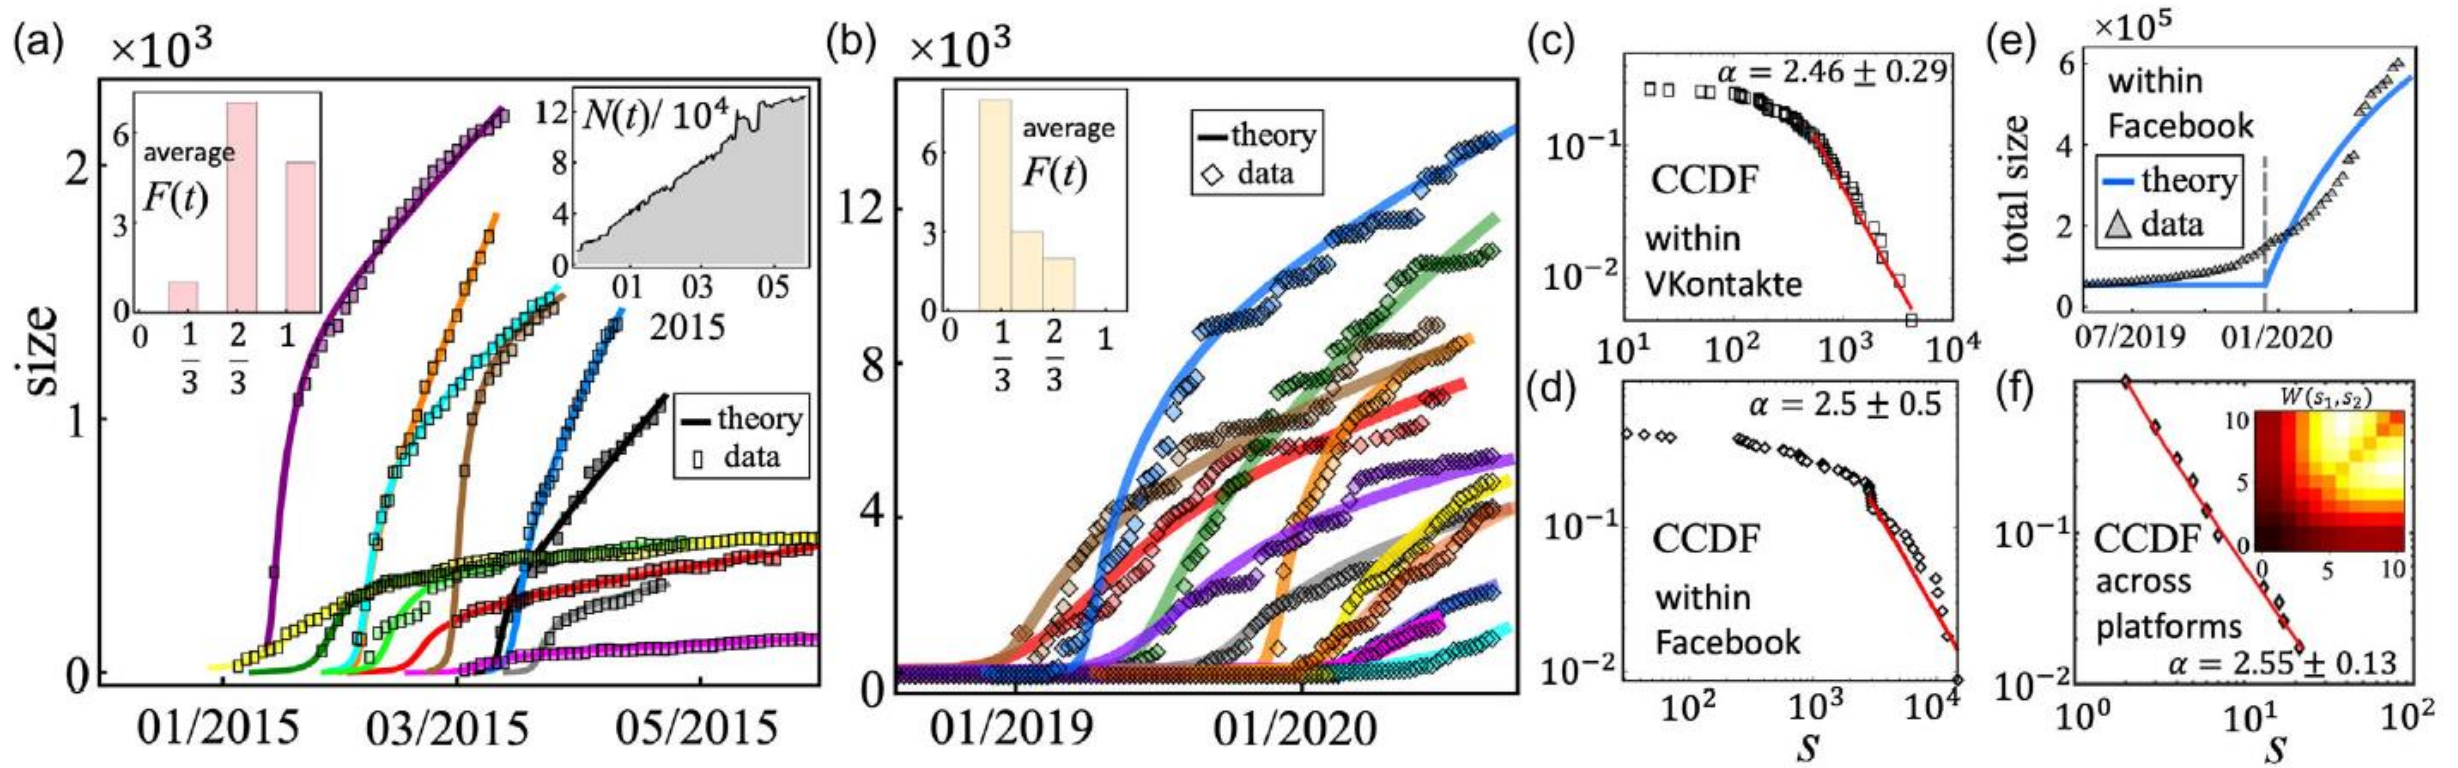 (a)
×10³
average
F(t)
6
3
0
0
1/3
2/3
1
N(t)/ 10⁴
12
8
4
0
01
03
05
2015
theory
data
size
2
1
0
01/2015
03/2015
05/2015
(b)
×10³
average
F(t)
6
3
0
0
1/3
2/3
1
theory
data
12
8
4
0
01/2019
01/2020
(c)
α = 2.46 ± 0.29
10⁻¹
10⁻²
CCDF
within
VKontakte
10¹
10²
10³
10⁴
(d)
α = 2.5 ± 0.5
10⁻¹
10⁻²
CCDF
within
Facebook
10²
10³
10⁴
S
(e)
×10⁵
within
Facebook
theory
data
total size
6
4
2
0
07/2019
01/2020
(f)
W(s₁,s₂)
10
5
0
0
5
10
10⁻¹
10⁻²
CCDF
across
platforms
α = 2.55 ± 0.13
10⁰
10¹
10²
S